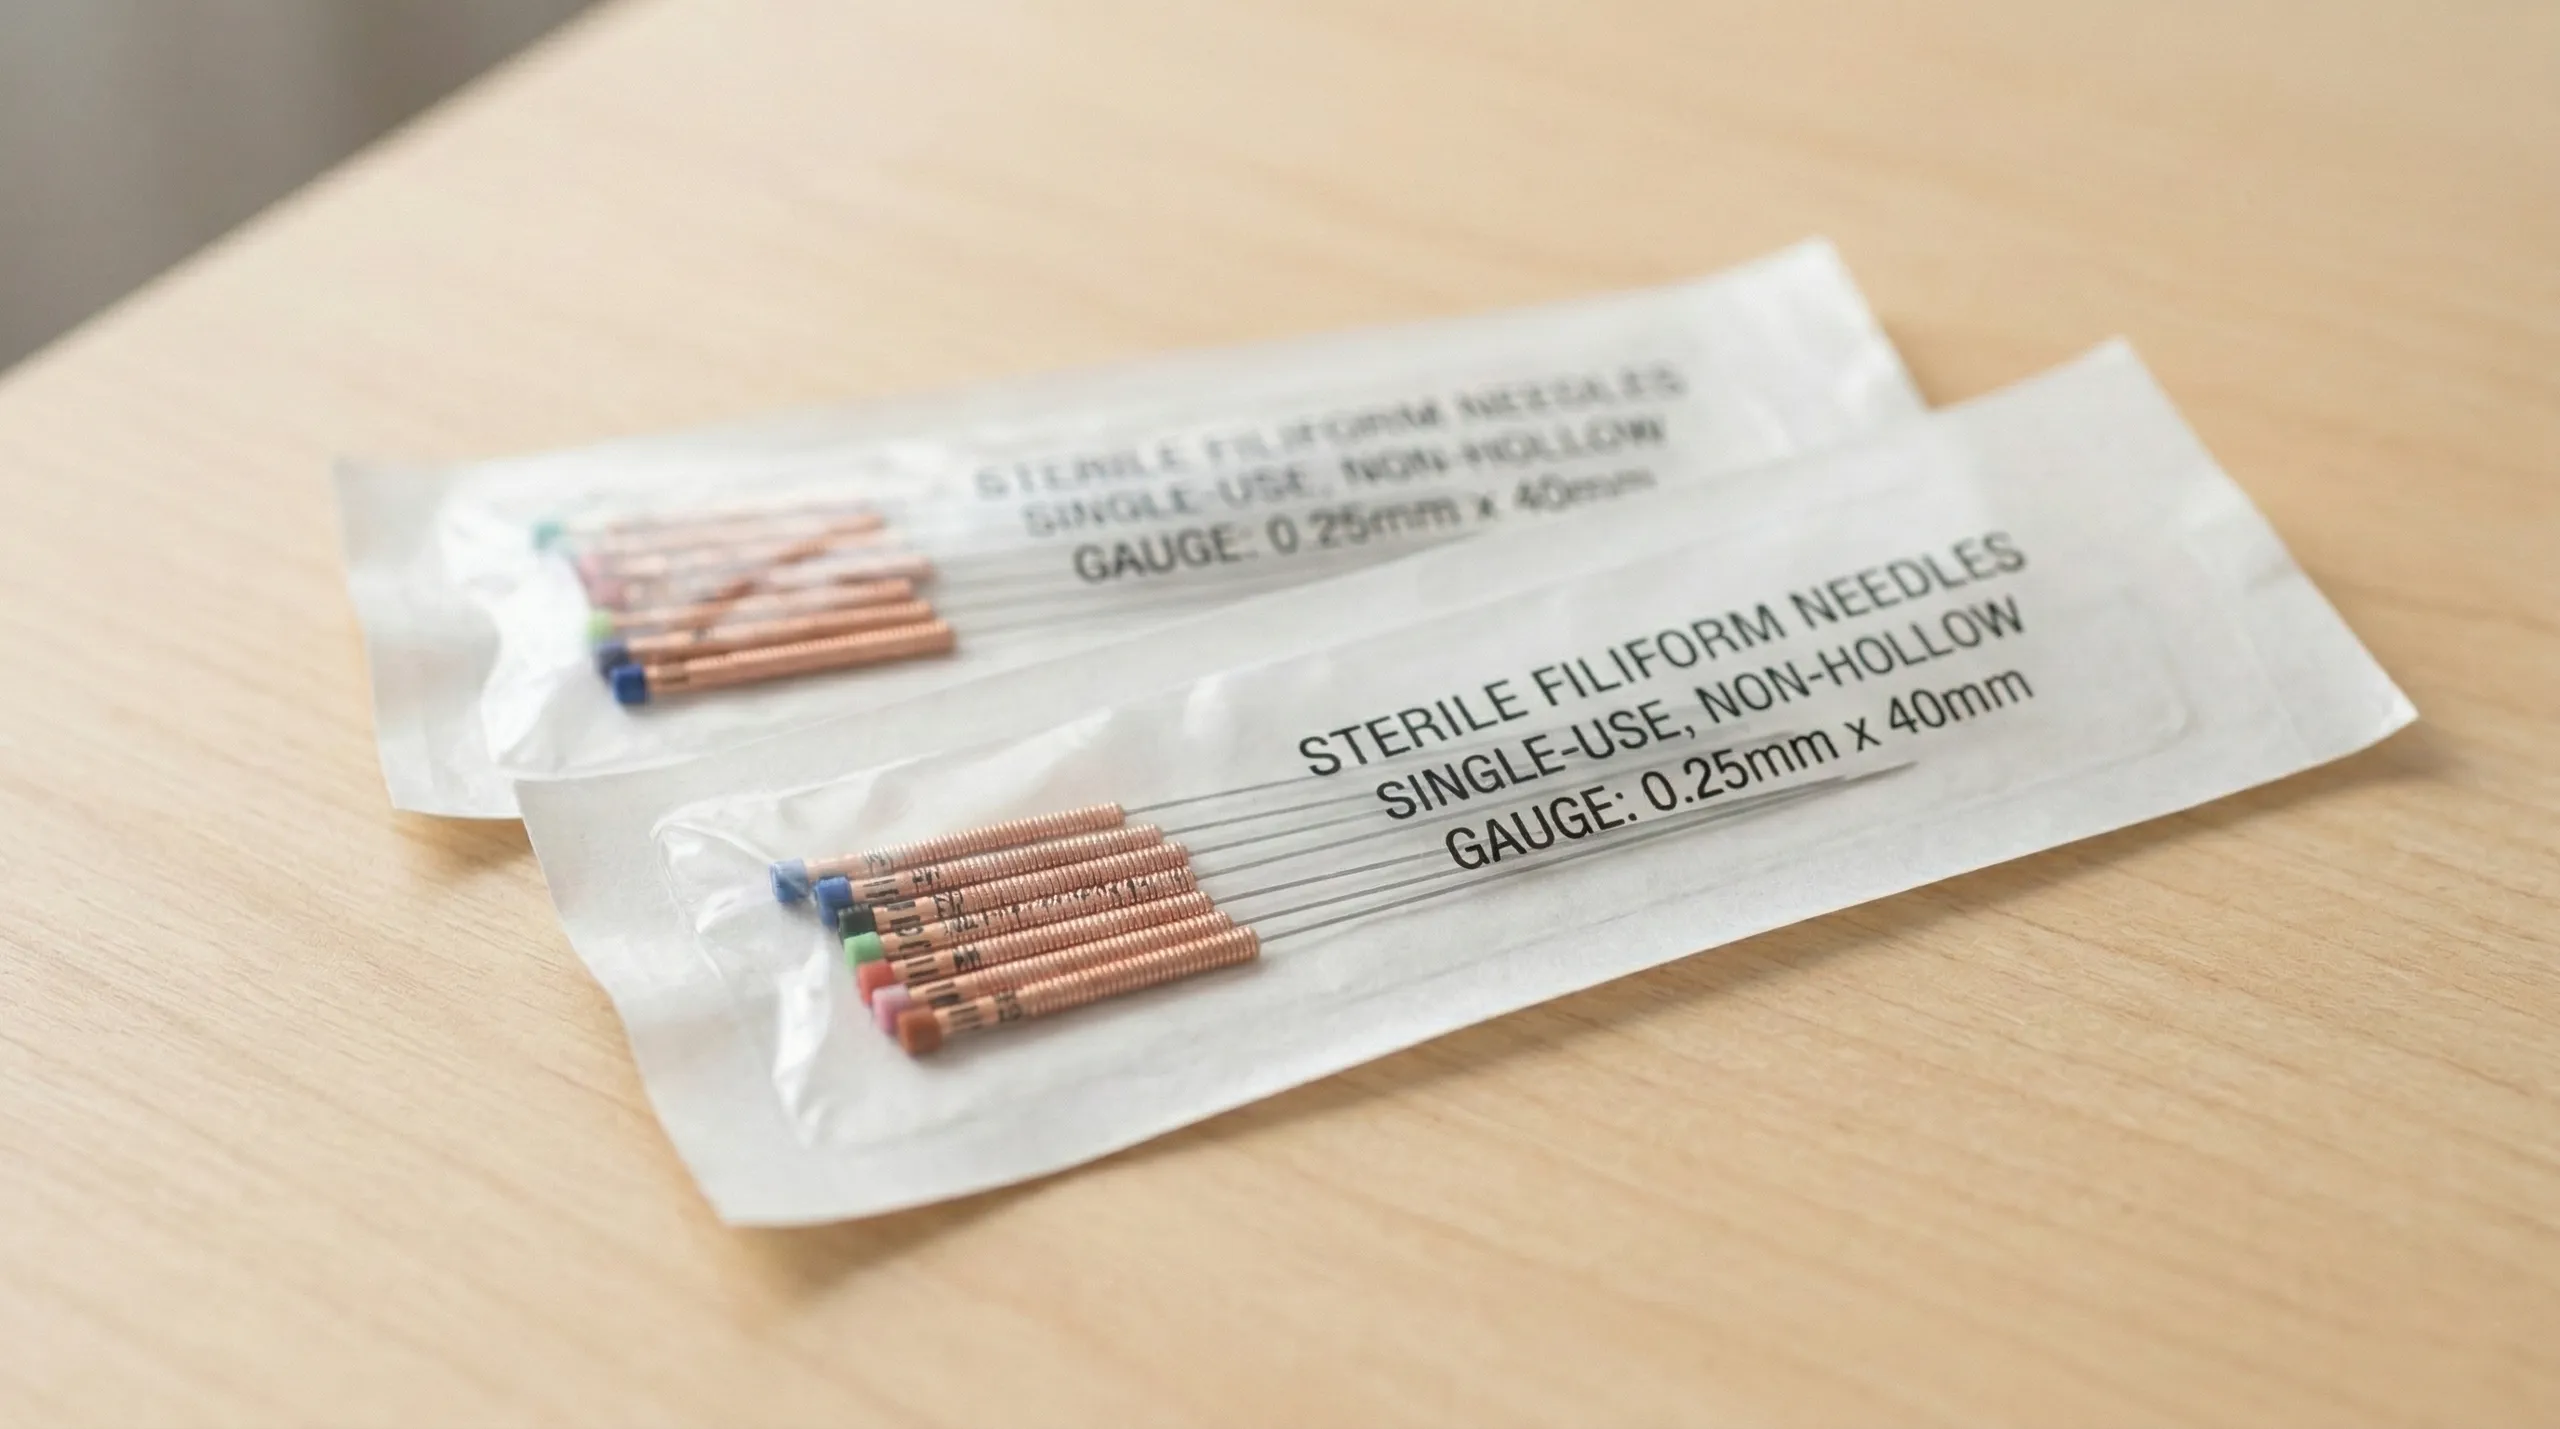 STERILE FILIFORM NEEDLES
SINGLE-USE, NON-HOLLOW
GAUGE: 0.25mm x 40mm
STERILE FILIFORM NEEDLES
SINGLE-USE, NON-HOLLOW
GAUGE: 0.25mm x 40mm